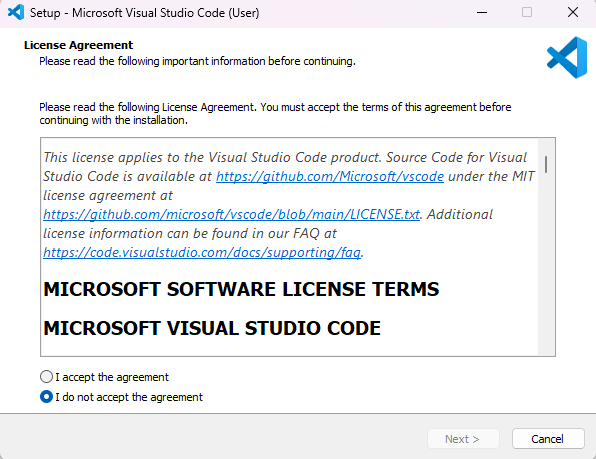 Setup - Microsoft Visual Studio Code (User)
License Agreement
Please read the following important information before continuing.
Please read the following License Agreement. You must accept the terms of this agreement before
continuing with the installation.
This license applies to the Visual Studio Code product. Source Code for Visual
Studio Code is available at https://github.com/Microsoft/vscode under the MIT
license agreement at
https://github.com/microsoft/vscode/blob/main/LICENSE.txt. Additional
license information can be found in our FAQ at
https://code.visualstudio.com/docs/supporting/faq.
MICROSOFT SOFTWARE LICENSE TERMS
MICROSOFT VISUAL STUDIO CODE
I accept the agreement
I do not accept the agreement
Next >
Cancel